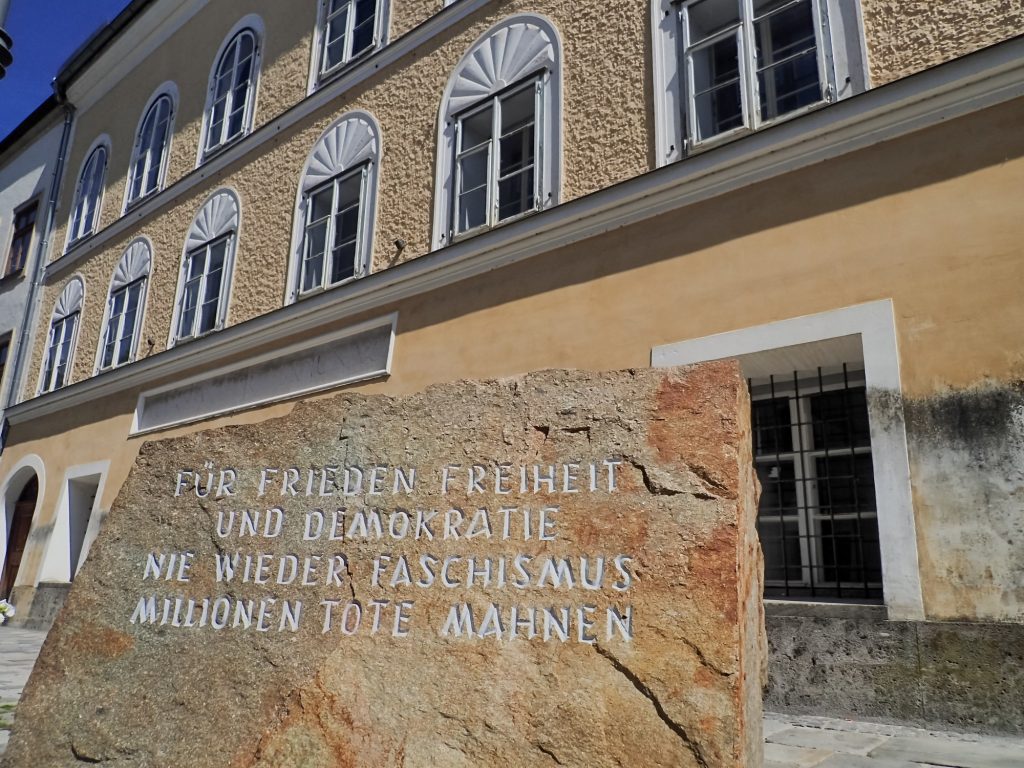 FÜR FRIEDEN FREIHEIT
UND DEMOKRATIE
NIE WIEDER FASCHISMUS
MILLIONEN TOTE MAHNEN